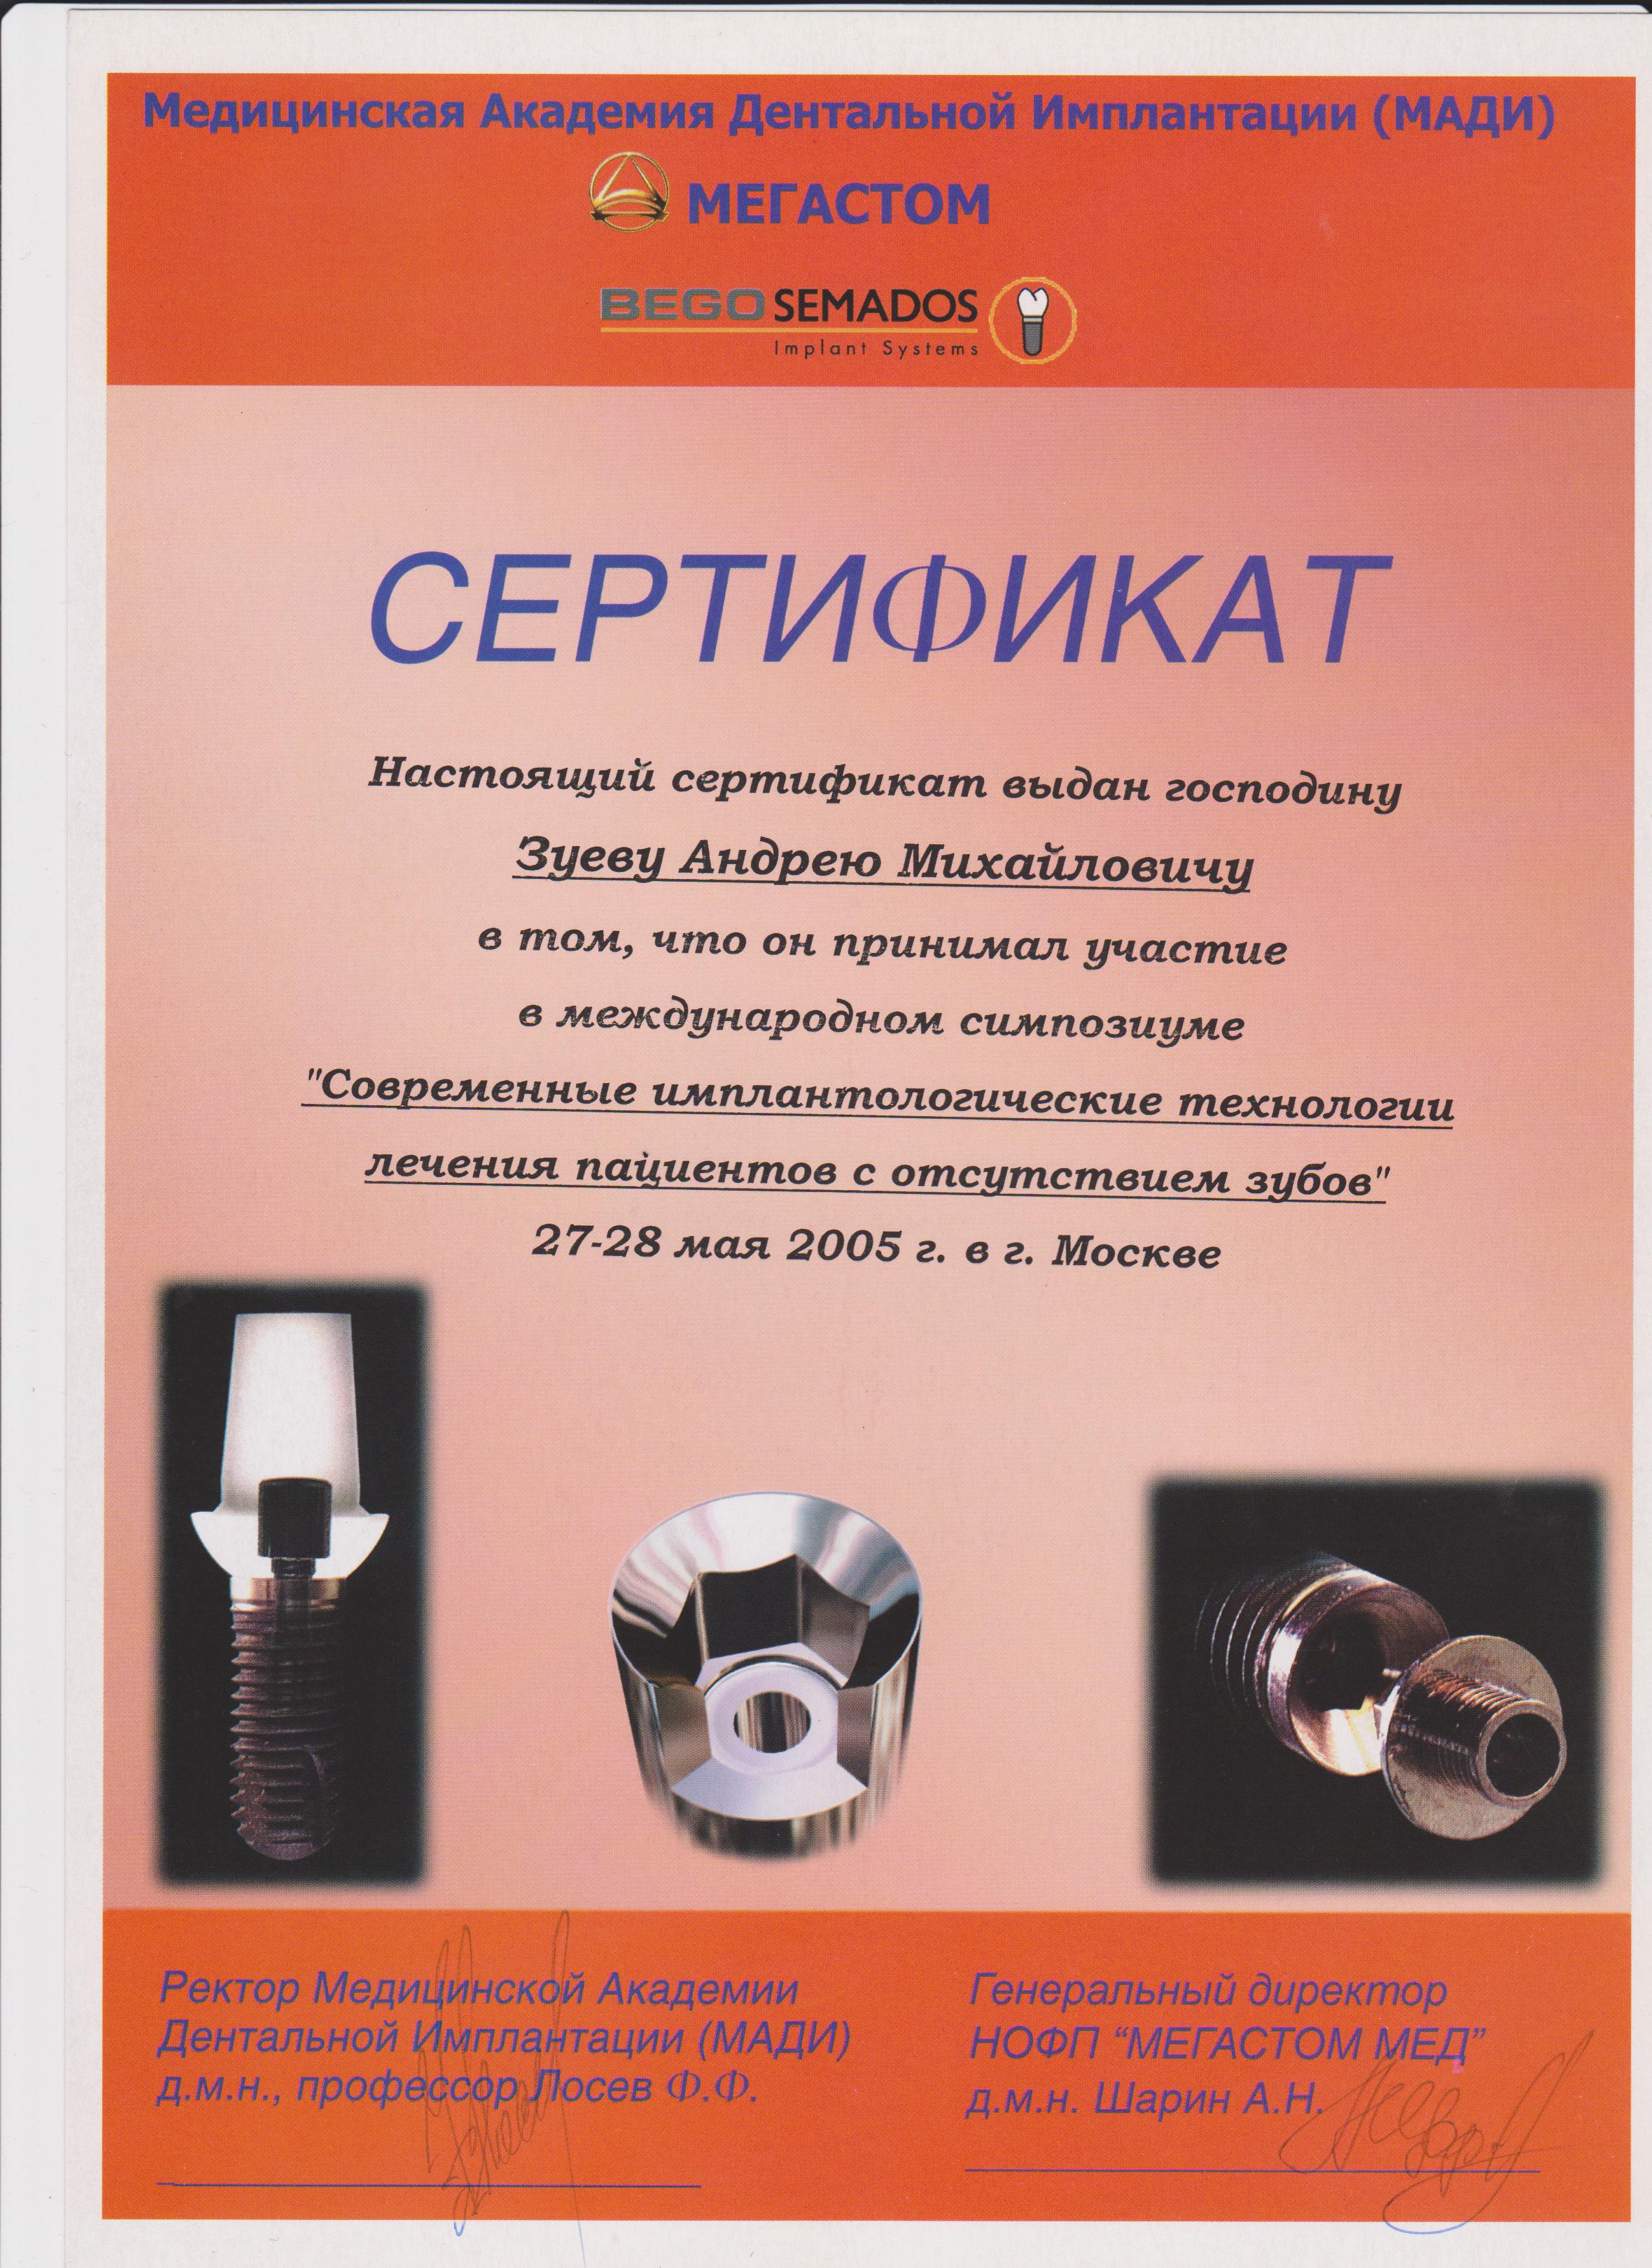 Медицинская Академия Дентальной Имплантации (МАДИ)
МЕГАСТОМ
BEGO SEMADOS
Implant Systems
СЕРТИФИКАТ
Настоящий сертификат выдан господину
Зуеву Андрею Михайловичу
в том, что он принимал участие
в международном симпозиуме
"Современные имплантологические технологии
лечения пациентов с отсутствием зубов"
27-28 мая 2005 г. в г. Москве
Ректор Медицинской Академии
Дентальной Имплантации (МАДИ)
д.м.н., профессор Лосев Ф.Ф.
Генеральный директор
НОФП “МЕГАСТОМ МЕД”
д.м.н. Шарин А.Н.